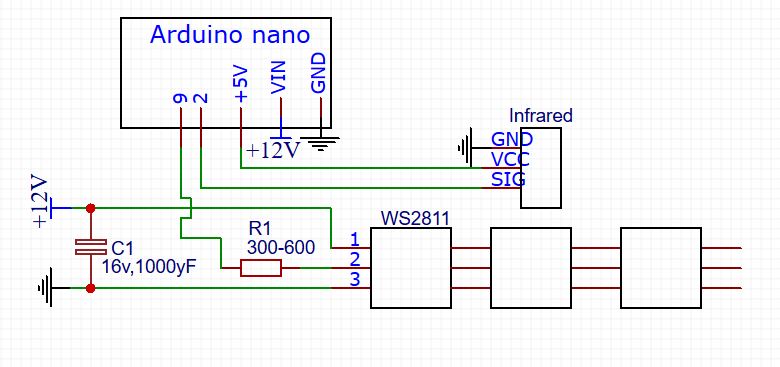 Arduino nano
9
2
+5V
VIN
GND
+12V
Infrared
GND
VCC
SIG
+12V
C1
16v,1000yF
R1
300-600
WS2811
1
2
3